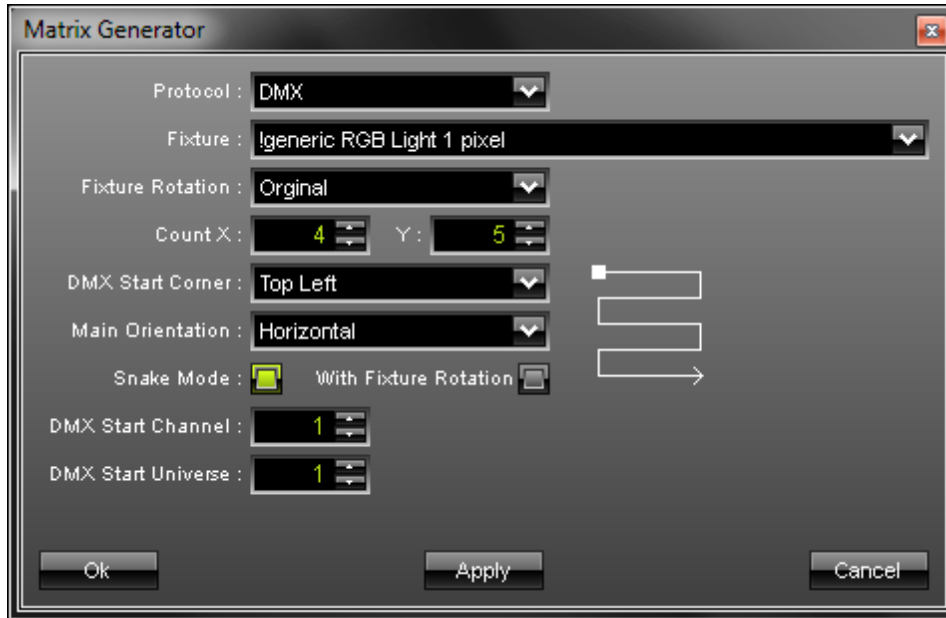 Matrix Generator
Protocol : DMX
Fixture : !generic RGB Light 1 pixel
Fixture Rotation : Orginal
Count X : 4 Y : 5
DMX Start Corner : Top Left
Main Orientation : Horizontal
Snake Mode : With Fixture Rotation
DMX Start Channel : 1
DMX Start Universe : 1
Ok Apply Cancel